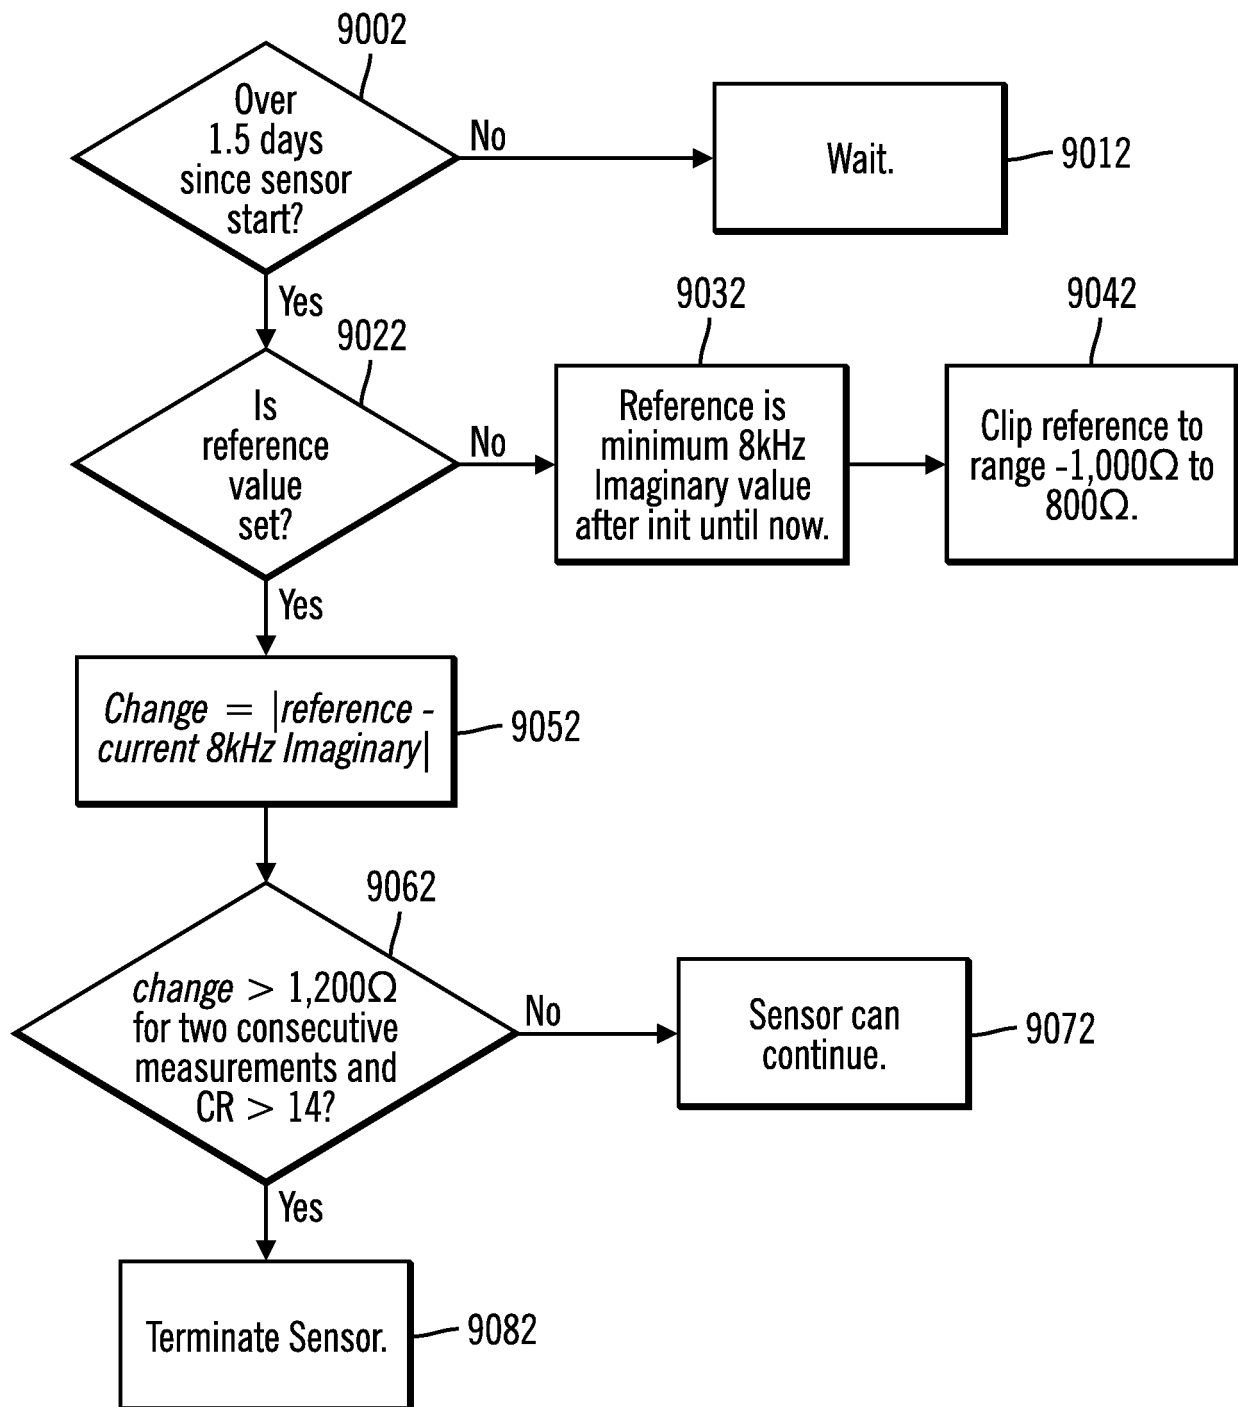 9002
Over
1.5 days
since sensor
start?
No
Wait.
9012
Yes
9022
Is
reference
value
set?
No
9032
Reference is
minimum 8kHz
Imaginary value
after init until now.
9042
Clip reference to
range -1,000Ω to
800Ω.
Yes
Change = |reference -
current 8kHz Imaginary|
9052
9062
change > 1,200Ω
for two consecutive
measurements and
CR > 14?
No
Sensor can
continue.
9072
Yes
Terminate Sensor.
9082